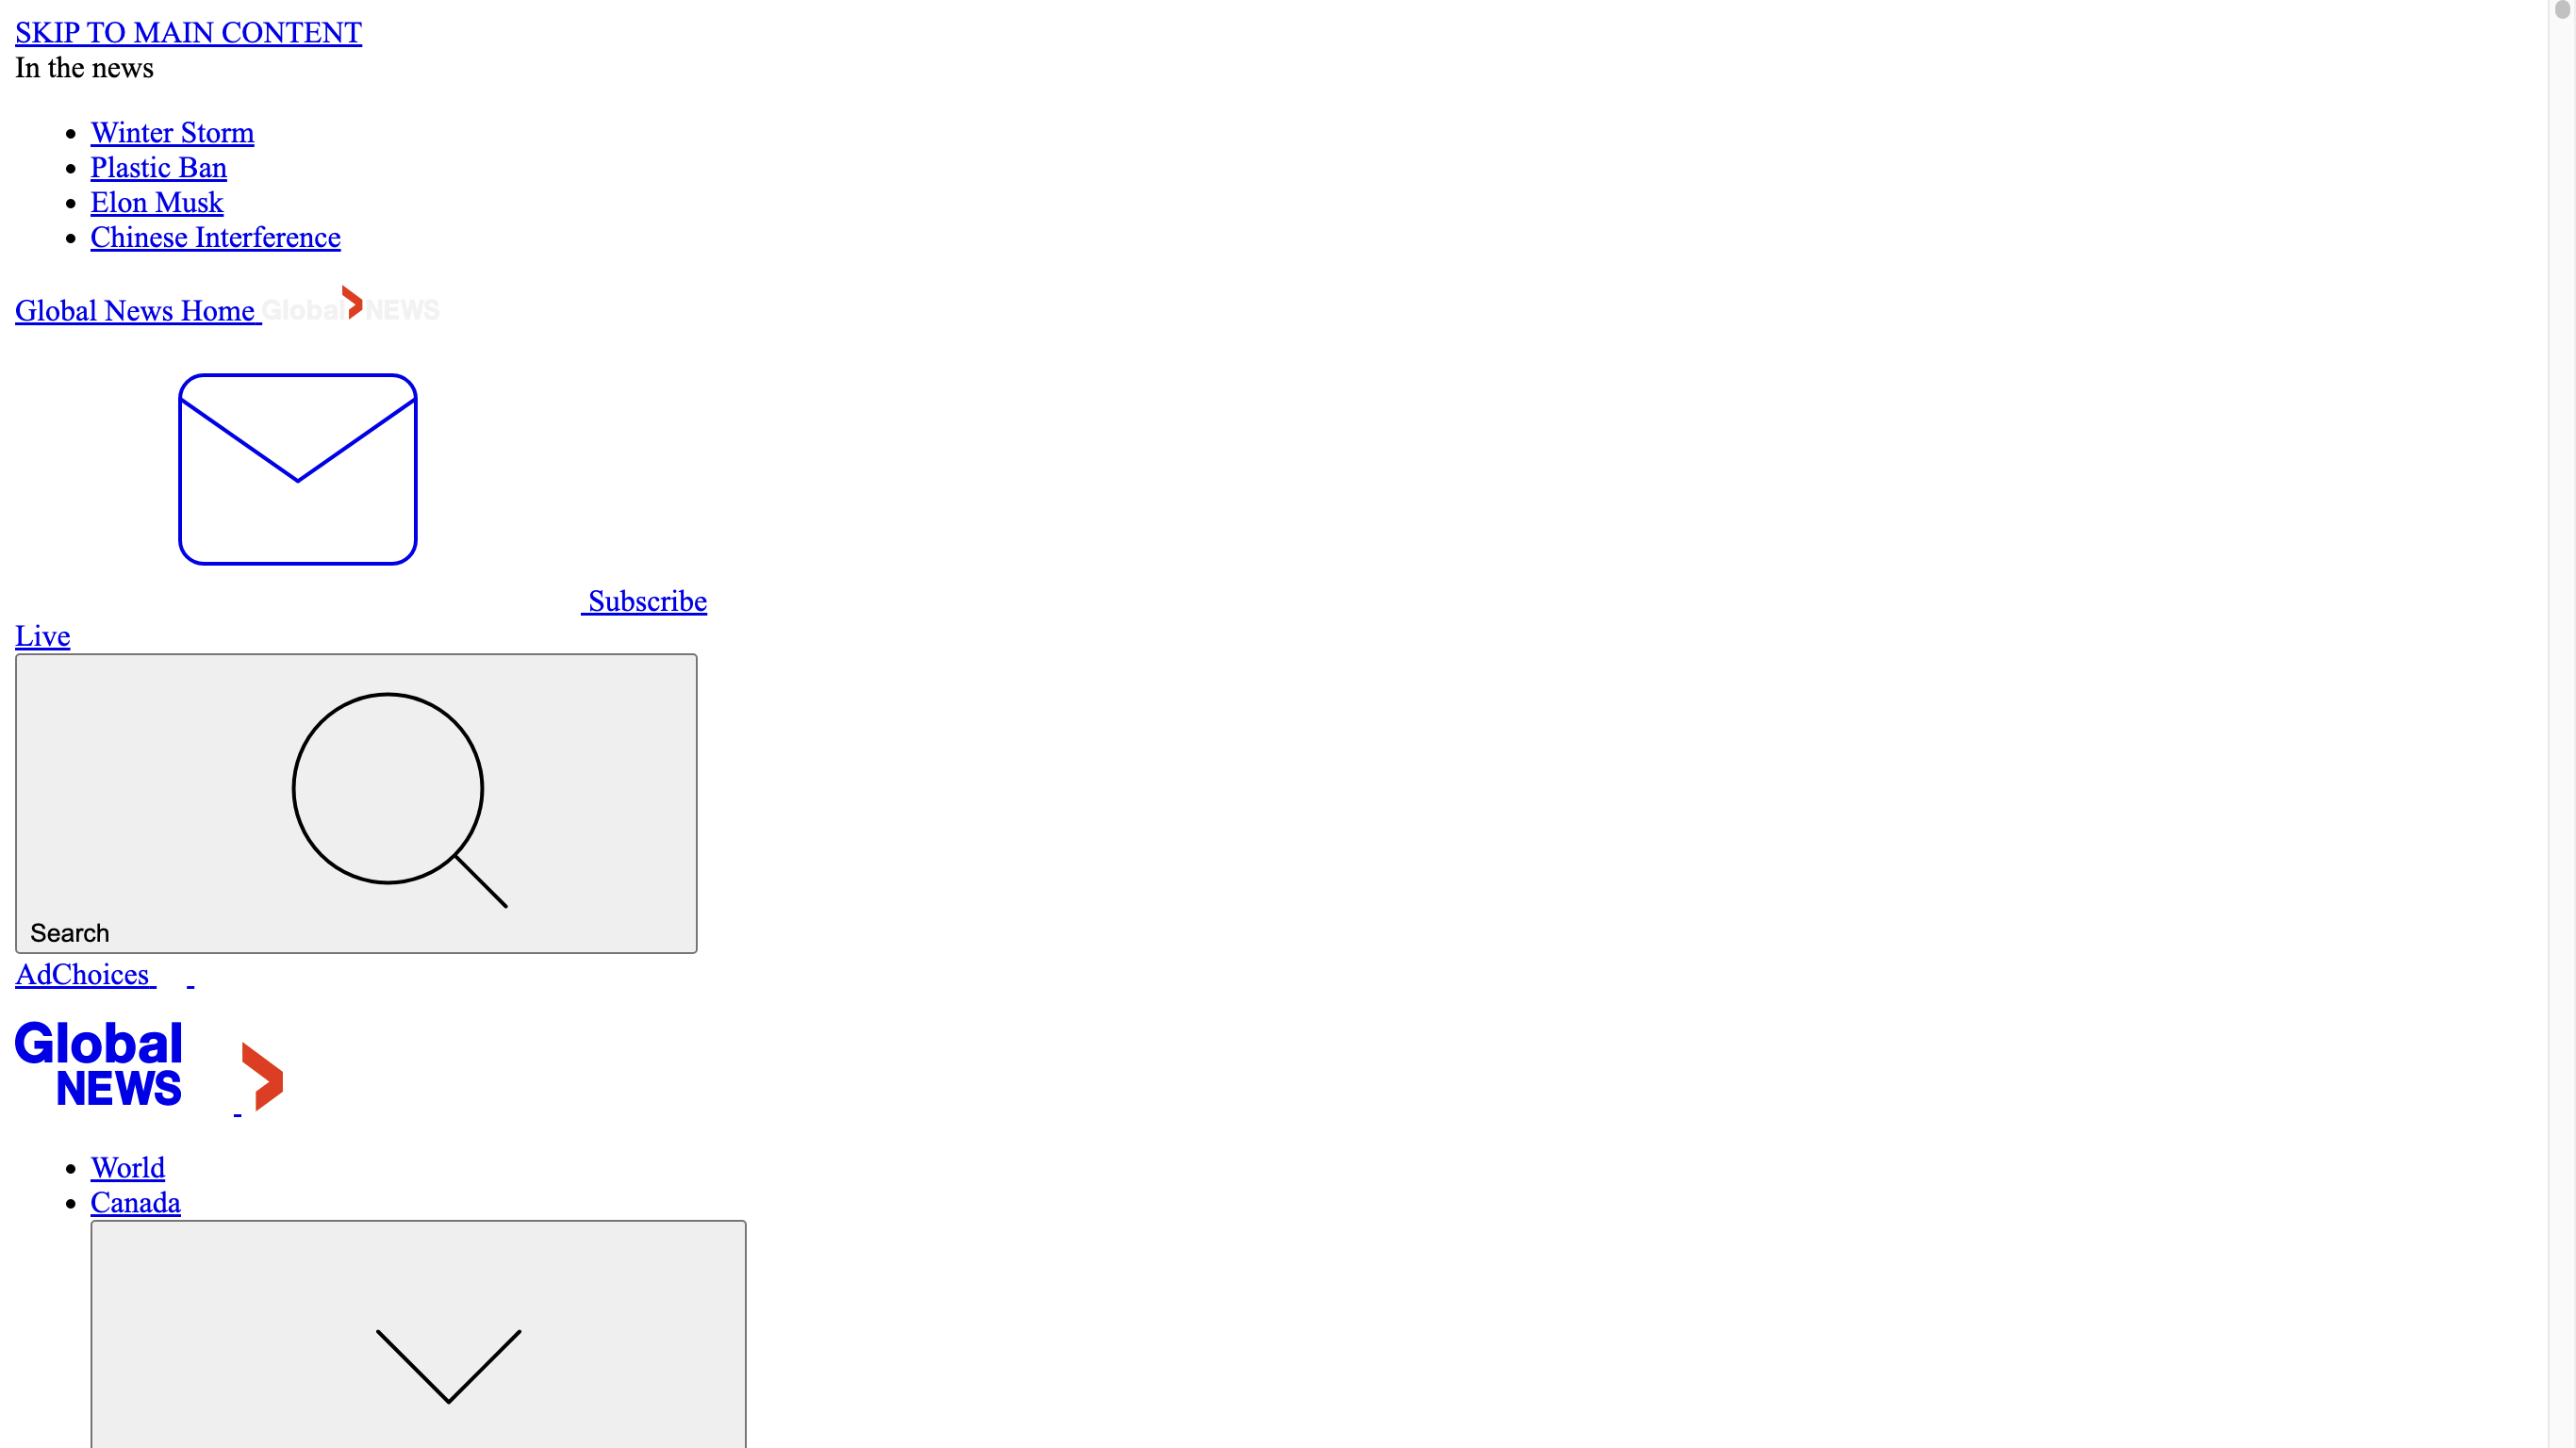 SKIP TO MAIN CONTENT
In the news
Winter Storm
Plastic Ban
Elon Musk
Chinese Interference
Global News Home Global NEWS
Subscribe
Live
Search
AdChoices
Global
NEWS
World
Canada